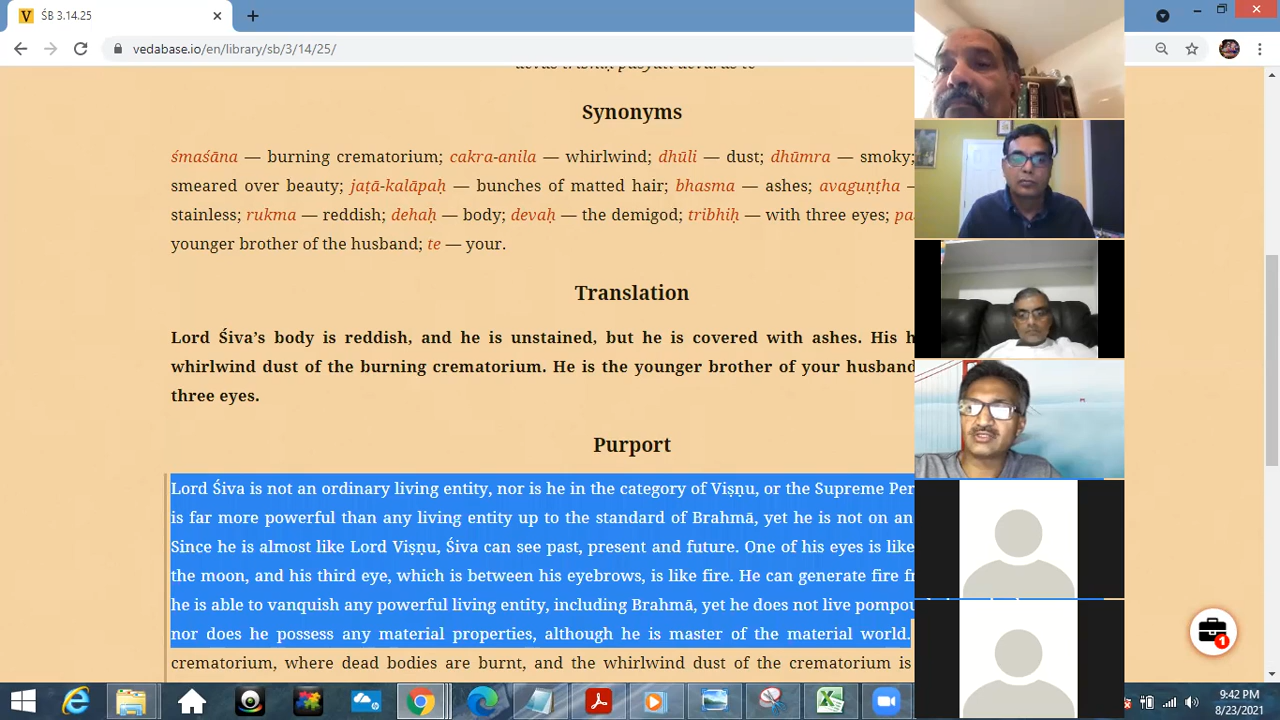 ŚB 3.14.25
vedabase.io/en/library/sb/3/14/25/
Synonyms
śmaśāna — burning crematorium; cakra-anila — whirlwind; dhūli — dust; dhūmra — smoky;
smeared over beauty; jaṭā-kalāpaḥ — bunches of matted hair; bhasma — ashes; avaguṇṭha —
stainless; rukma — reddish; dehaḥ — body; devaḥ — the demigod; tribhiḥ — with three eyes;
younger brother of the husband; te — your.
Translation
Lord Śiva’s body is reddish, and he is unstained, but he is covered with ashes. His
whirlwind dust of the burning crematorium. He is the younger brother of your husband
three eyes.
Purport
Lord Śiva is not an ordinary living entity, nor is he in the category of Viṣṇu, or the Supreme
is far more powerful than any living entity up to the standard of Brahmā, yet he is not on
Since he is almost like Lord Viṣṇu, Śiva can see past, present and future. One of his eyes is like
the moon, and his third eye, which is between his eyebrows, is like fire. He can generate fire
he is able to vanquish any powerful living entity, including Brahmā, yet he does not live
nor does he possess any material properties, although he is master of the material world.
crematorium, where dead bodies are burnt, and the whirlwind dust of the crematorium is
1
9:42 PM
8/23/2021